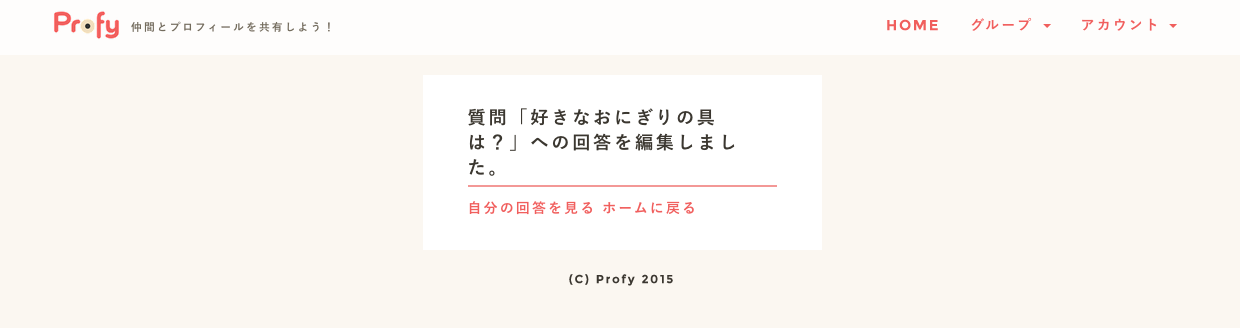 Profy 仲間とプロフィールを共有しよう！ HOME グループ アカウント
質問「好きなおにぎりの具
は？」への回答を編集しまし
た。
自分の回答を見る ホームに戻る
(C) Profy 2015